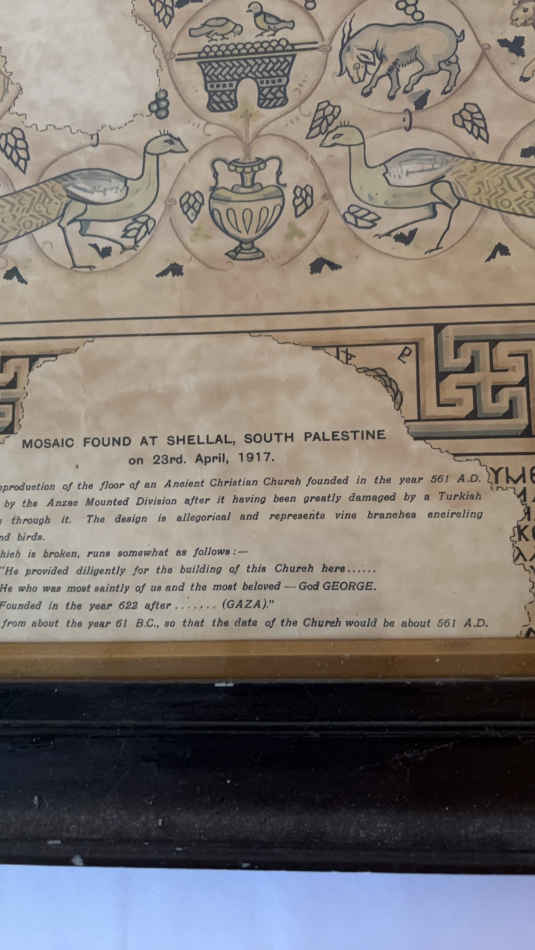 MOSAIC FOUND AT SHELLAL, SOUTH PALESTINE
on 23rd. April, 1917.
production of the floor of an Ancient Christian Church founded in the year 561 A.D.
by the Anzac Mounted Division after it having been greatly damaged by a Turkish
through it. The design is allegorical and represents vine branches encircling
nd birds.
hich is broken, runs somewhat as follows :—
"He provided diligently for the building of this Church here......
He who was most saintly of us and the most beloved — God GEORGE.
Founded in the year 622 after ....... (GAZA)."
from about the year 61 B.C., so that the date of the Church would be about 561 A.D.